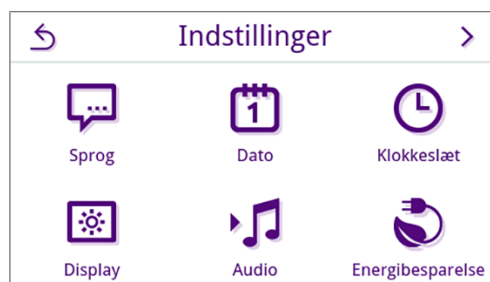 Indstillinger
...
1
Sprog Dato Klokkeslæt
Display Audio Energibesparelse